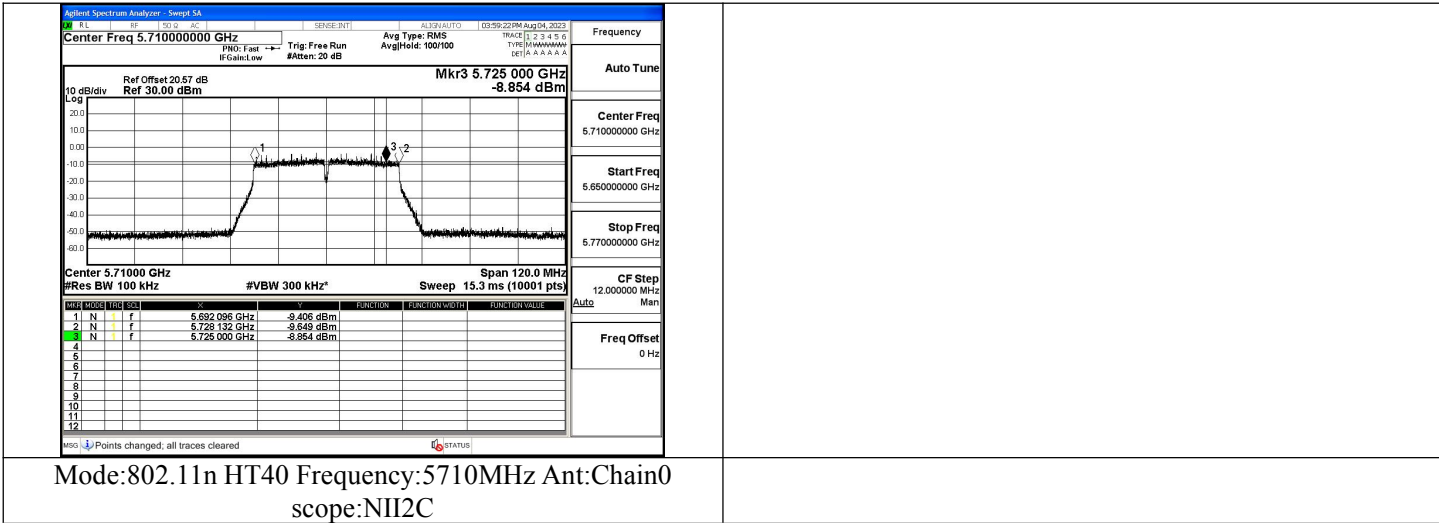 Agilent Spectrum Analyzer - Swept SA
RL RF 50 Ω AC SENSE:INT ALIGNAUTO 03:59:22 PM Aug 04, 2023
Center Freq 5.710000000 GHz
PNO: Fast
IFGain:Low
Trig: Free Run
#Atten: 20 dB
Avg Type: RMS
Avg|Hold: 100/100
TRACE 1 2 3 4 5 6
TYPE M WWWWW
DET A A A A A A
Ref Offset 20.57 dB
10 dB/div Ref 30.00 dBm
Log
Mkr3 5.725 000 GHz
-8.854 dBm
20.0
10.0
0.00
-10.0
-20.0
-30.0
-40.0
-50.0
-60.0
1
3
2
Center 5.71000 GHz Span 120.0 MHz
#Res BW 100 kHz #VBW 300 kHz* Sweep 15.3 ms (10001 pts)
MKR MODE TRC SCL X Y FUNCTION FUNCTION WIDTH FUNCTION VALUE
1 N 1 f 5.692 096 GHz -9.406 dBm
2 N 1 f 5.728 132 GHz -9.649 dBm
3 N 1 f 5.725 000 GHz -8.854 dBm
4
5
6
7
8
9
10
11
12
MSG Points changed; all traces cleared STATUS
Frequency
Auto Tune
Center Freq
5.710000000 GHz
Start Freq
5.650000000 GHz
Stop Freq
5.770000000 GHz
CF Step
12.000000 MHz
Auto Man
Freq Offset
0 Hz
Mode:802.11n HT40 Frequency:5710MHz Ant:Chain0
scope:NII2C